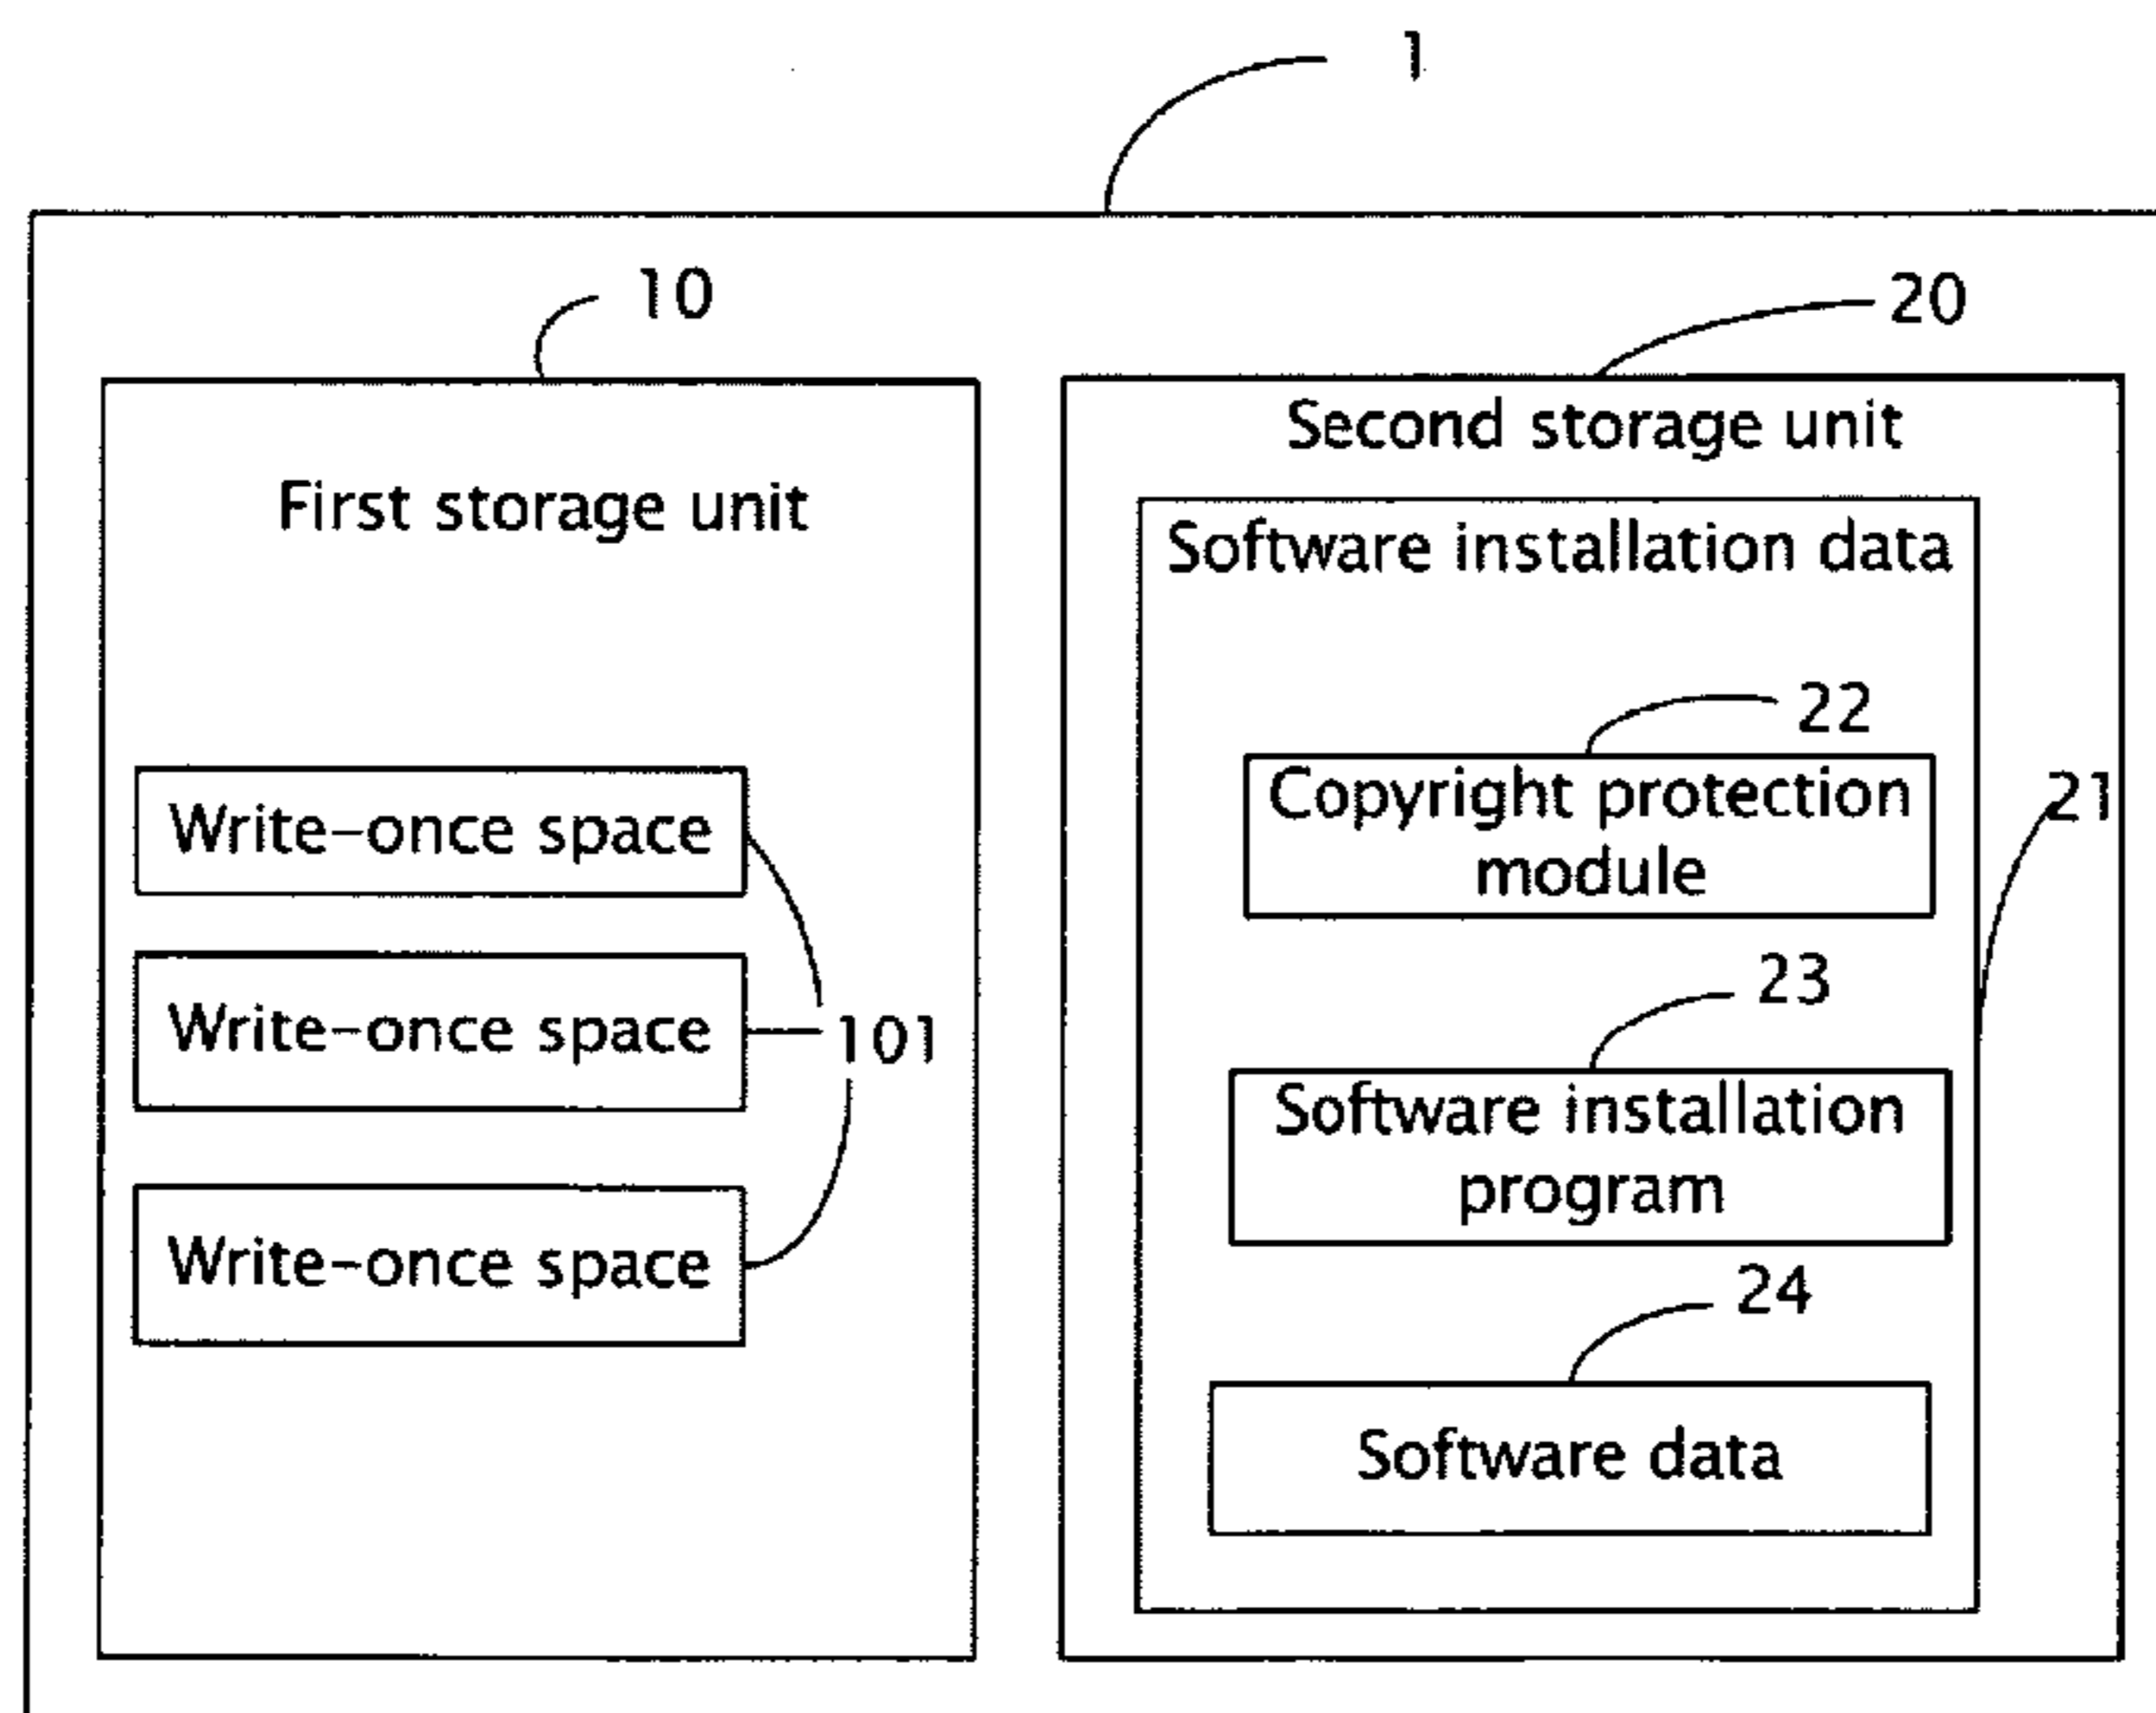 1
10
20
First storage unit
Second storage unit
Software installation data
22
Copyright protection
module
21
Write-once space
Write-once space
Write-once space
101
23
Software installation
program
24
Software data